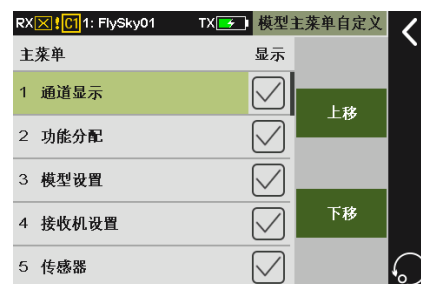 RX C1 1: FlySky01 TX 模型主菜单自定义
主菜单 显示
1 通道显示
上移
2 功能分配
3 模型设置
下移
4 接收机设置
5 传感器